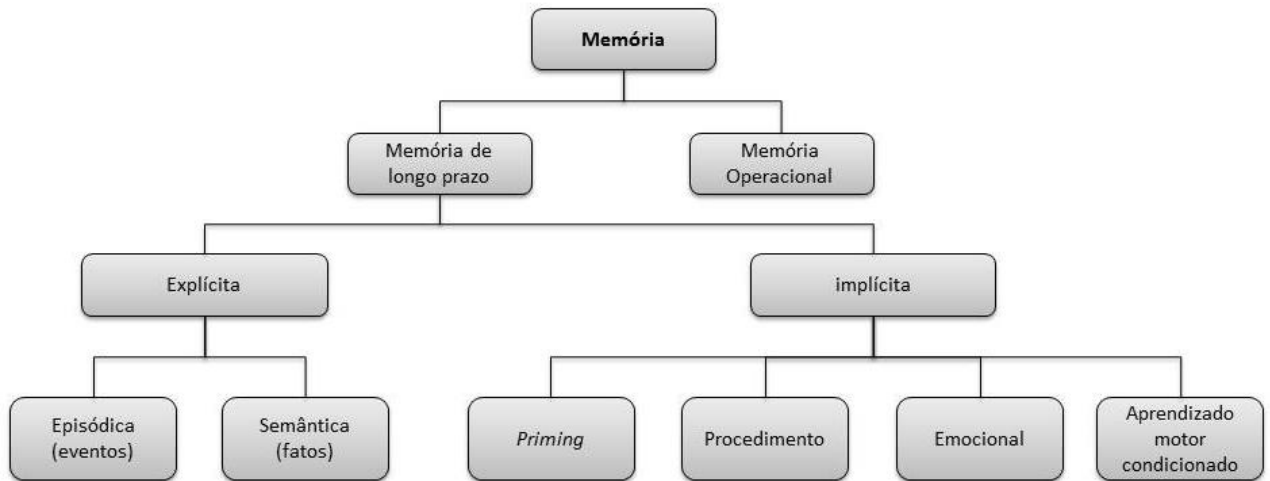 Memória
Memória de
longo prazo
Memória
Operacional
Explícita
implícita
Episódica
(eventos)
Semântica
(fatos)
Priming
Procedimento
Emocional
Aprendizado
motor
condicionado